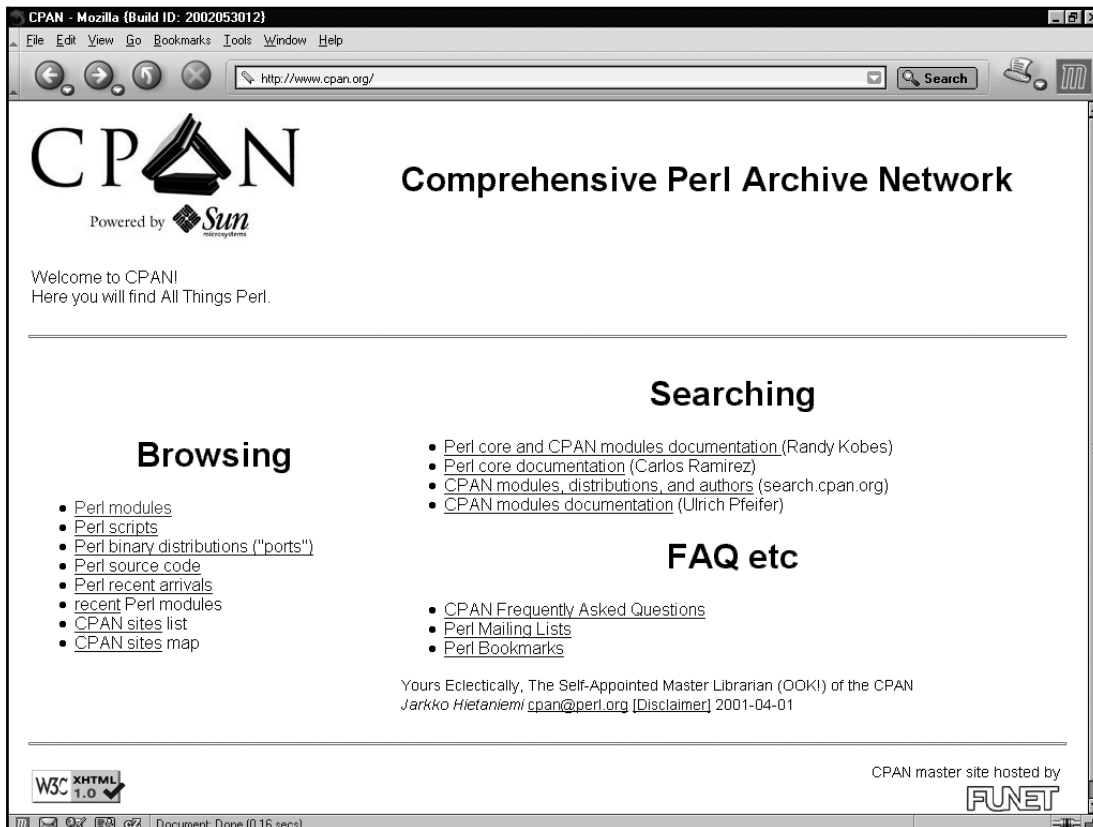 CPAN - Mozilla {Build ID: 2002053012}
File Edit View Go Bookmarks Tools Window Help
http://www.cpan.org/
Search
CPAN
Powered by Sun
microsystems
Comprehensive Perl Archive Network
Welcome to CPAN!
Here you will find All Things Perl.
Browsing
Perl modules
Perl scripts
Perl binary distributions ("ports")
Perl source code
Perl recent arrivals
recent Perl modules
CPAN sites list
CPAN sites map
Searching
Perl core and CPAN modules documentation (Randy Kobes)
Perl core documentation (Carlos Ramirez)
CPAN modules, distributions, and authors (search.cpan.org)
CPAN modules documentation (Ulrich Pfeifer)
FAQ etc
CPAN Frequently Asked Questions
Perl Mailing Lists
Perl Bookmarks
Yours Eclectically, The Self-Appointed Master Librarian (OOK!) of the CPAN
Jarkko Hietaniemi cpan@perl.org [Disclaimer] 2001-04-01
W3C XHTML 1.0
CPAN master site hosted by
FUNET
Document: Done (0.16 secs)